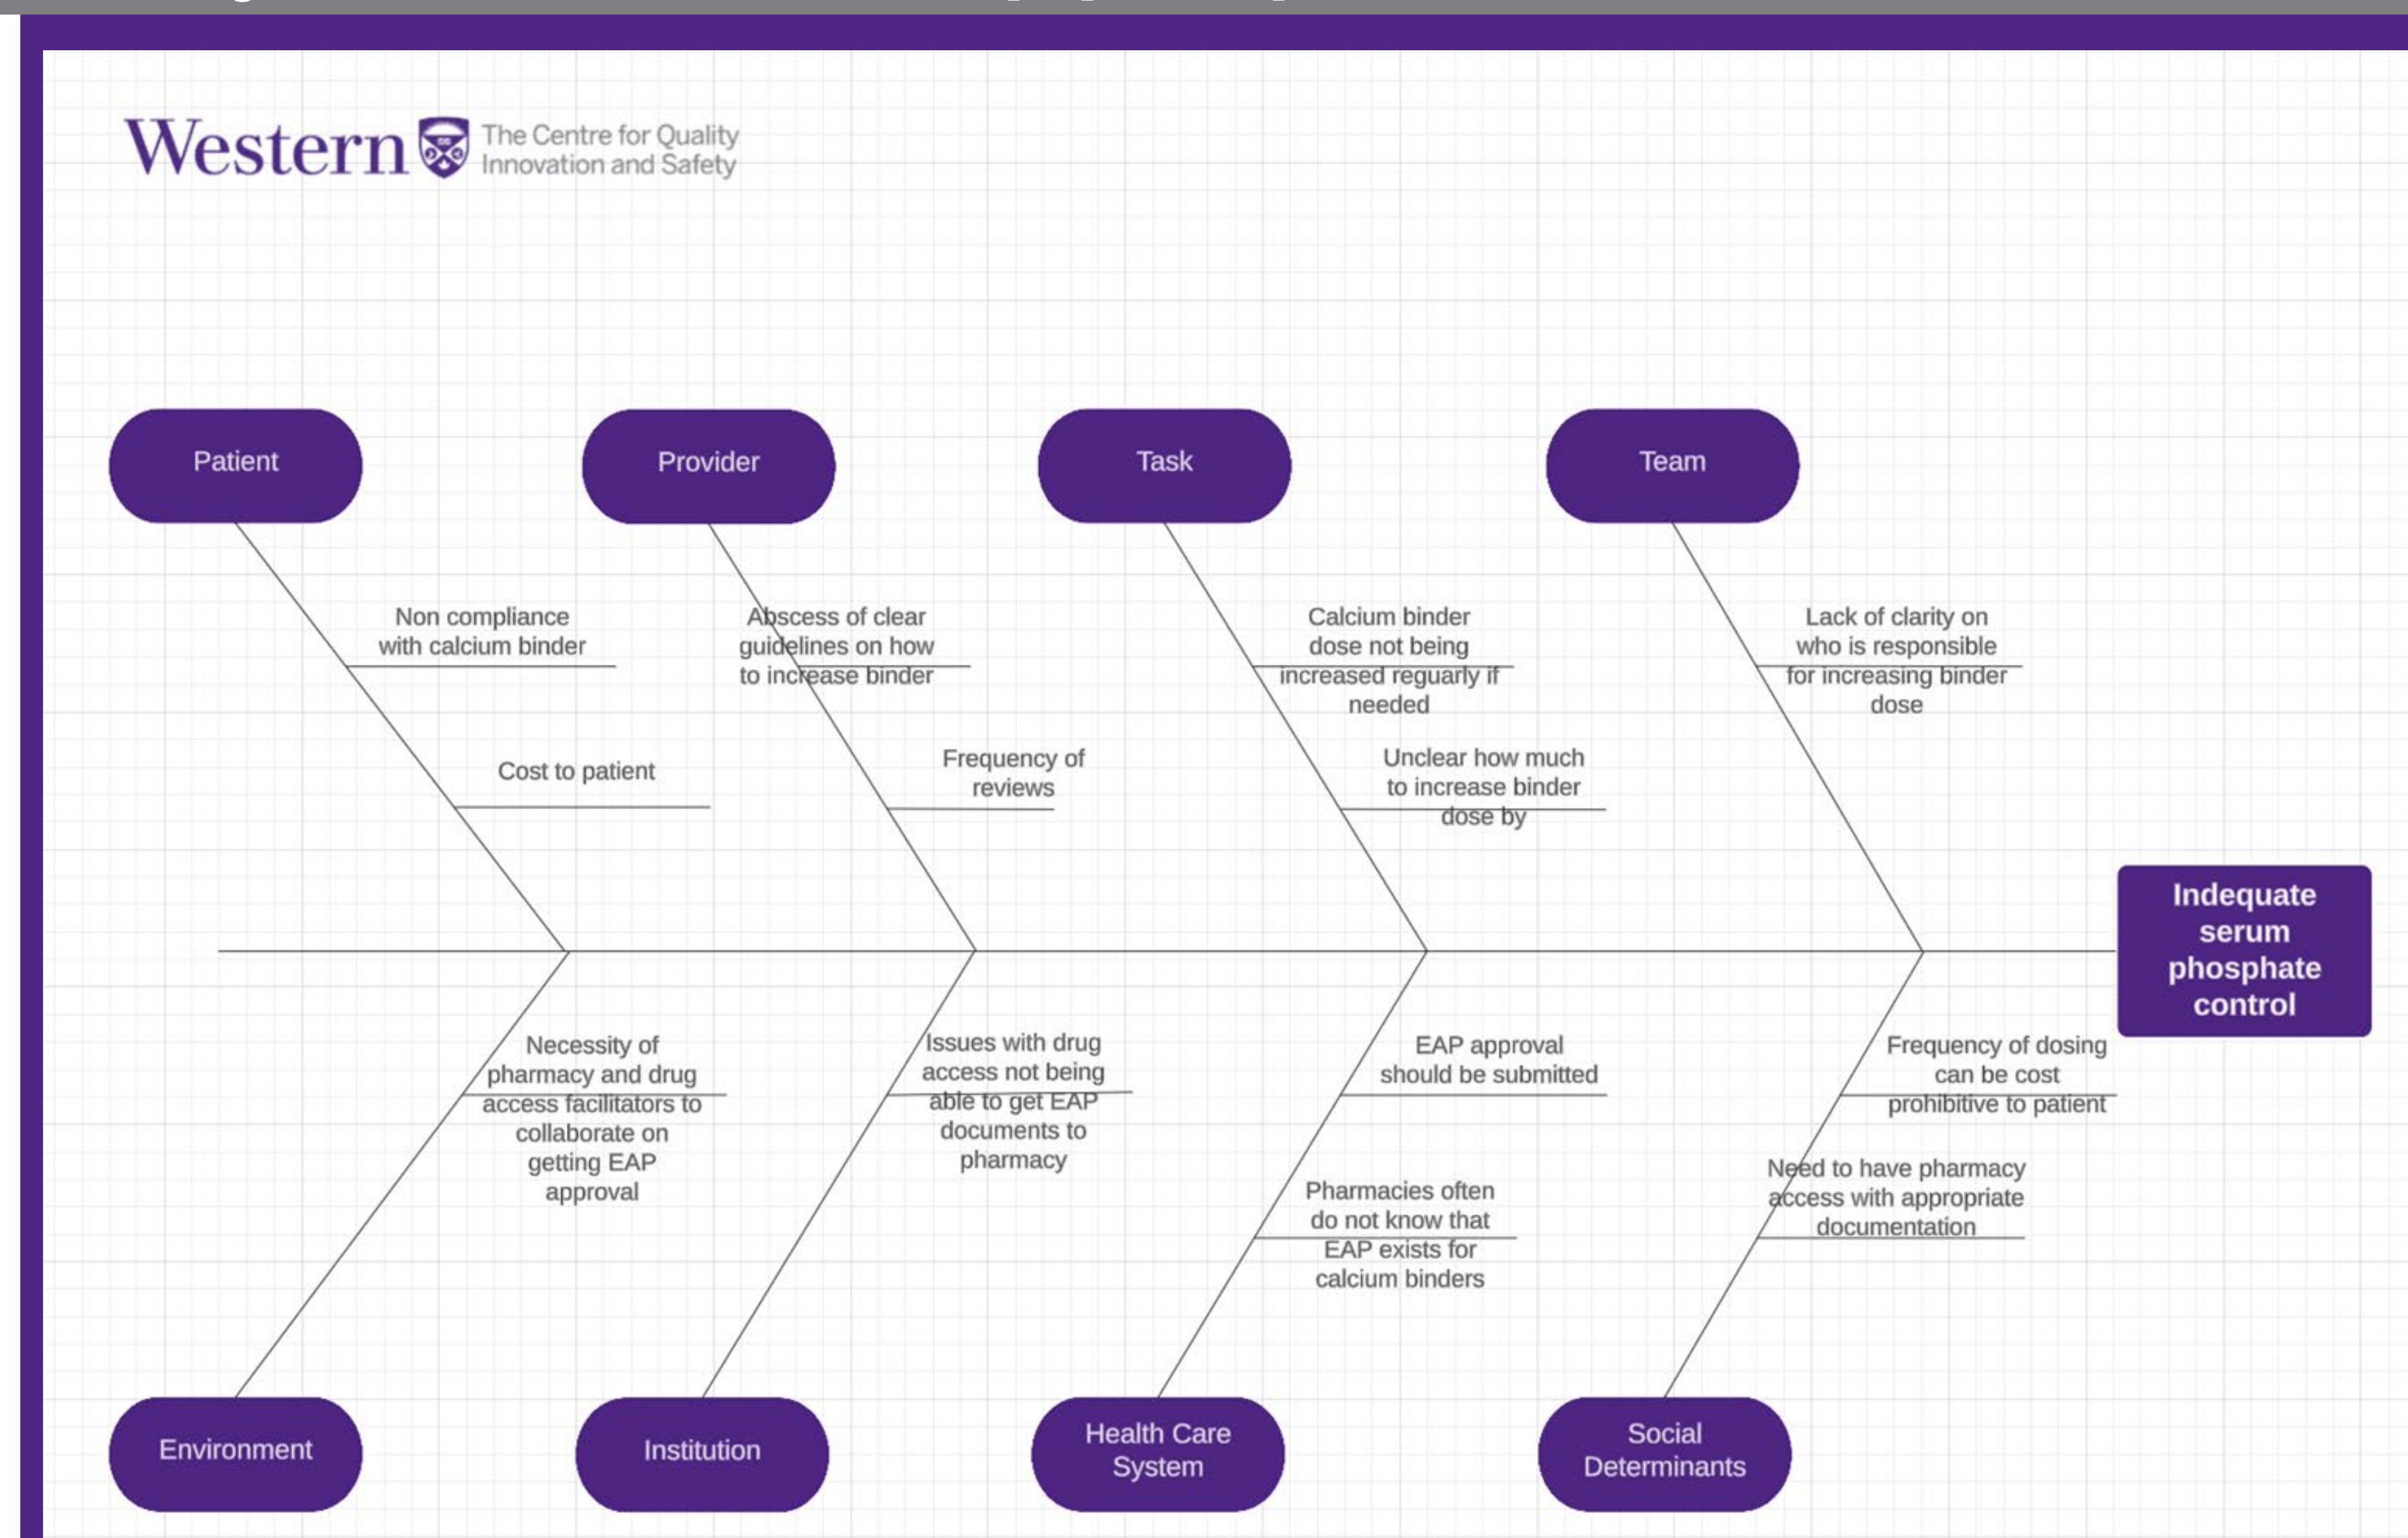 Western
The Centre for Quality
Innovation and Safety
Patient
Provider
Task
Team
Non compliance
with calcium binder
Cost to patient
Abscess of clear
guidelines on how
to increase binder
Frequency of
reviews
Calcium binder
dose not being
increased reguarly if
needed
Unclear how much
to increase binder
dose by
Lack of clarity on
who is responsible
for increasing binder
dose
Indequate
serum
phosphate
control
Necessity of
pharmacy and drug
access facilitators to
collaborate on
getting EAP
approval
Issues with drug
access not being
able to get EAP
documents to
pharmacy
EAP approval
should be submitted
Pharmacies often
do not know that
EAP exists for
calcium binders
Frequency of dosing
can be cost
prohibitive to patient
Need to have pharmacy
access with appropriate
documentation
Environment
Institution
Health Care
System
Social
Determinants